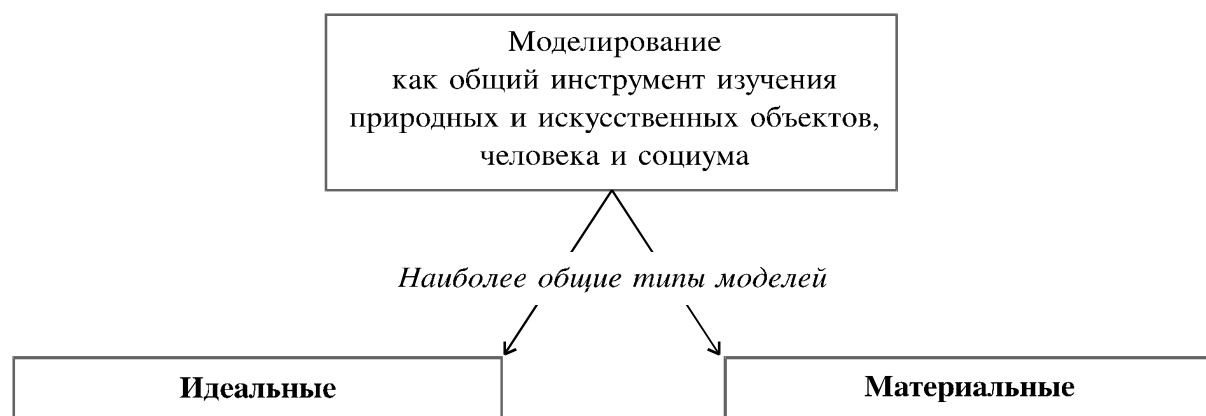 Моделирование
как общий инструмент изучения
природных и искусственных объектов,
человека и социума
Наиболее общие типы моделей
Идеальные
Материальные